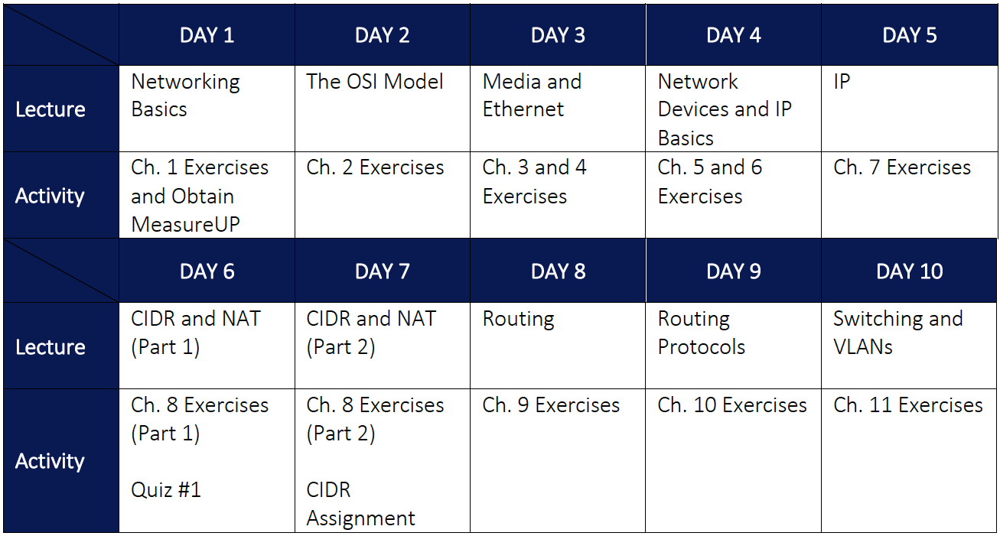 DAY 1
DAY 2
DAY 3
DAY 4
DAY 5
Lecture
Networking
Basics
The OSI Model
Media and
Ethernet
Network
Devices and IP
Basics
IP
Activity
Ch. 1 Exercises
and Obtain
MeasureUP
Ch. 2 Exercises
Ch. 3 and 4
Exercises
Ch. 5 and 6
Exercises
Ch. 7 Exercises
DAY 6
DAY 7
DAY 8
DAY 9
DAY 10
Lecture
CIDR and NAT
(Part 1)
CIDR and NAT
(Part 2)
Routing
Routing
Protocols
Switching and
VLANs
Activity
Ch. 8 Exercises
(Part 1)
Quiz #1
Ch. 8 Exercises
(Part 2)
CIDR
Assignment
Ch. 9 Exercises
Ch. 10 Exercises
Ch. 11 Exercises